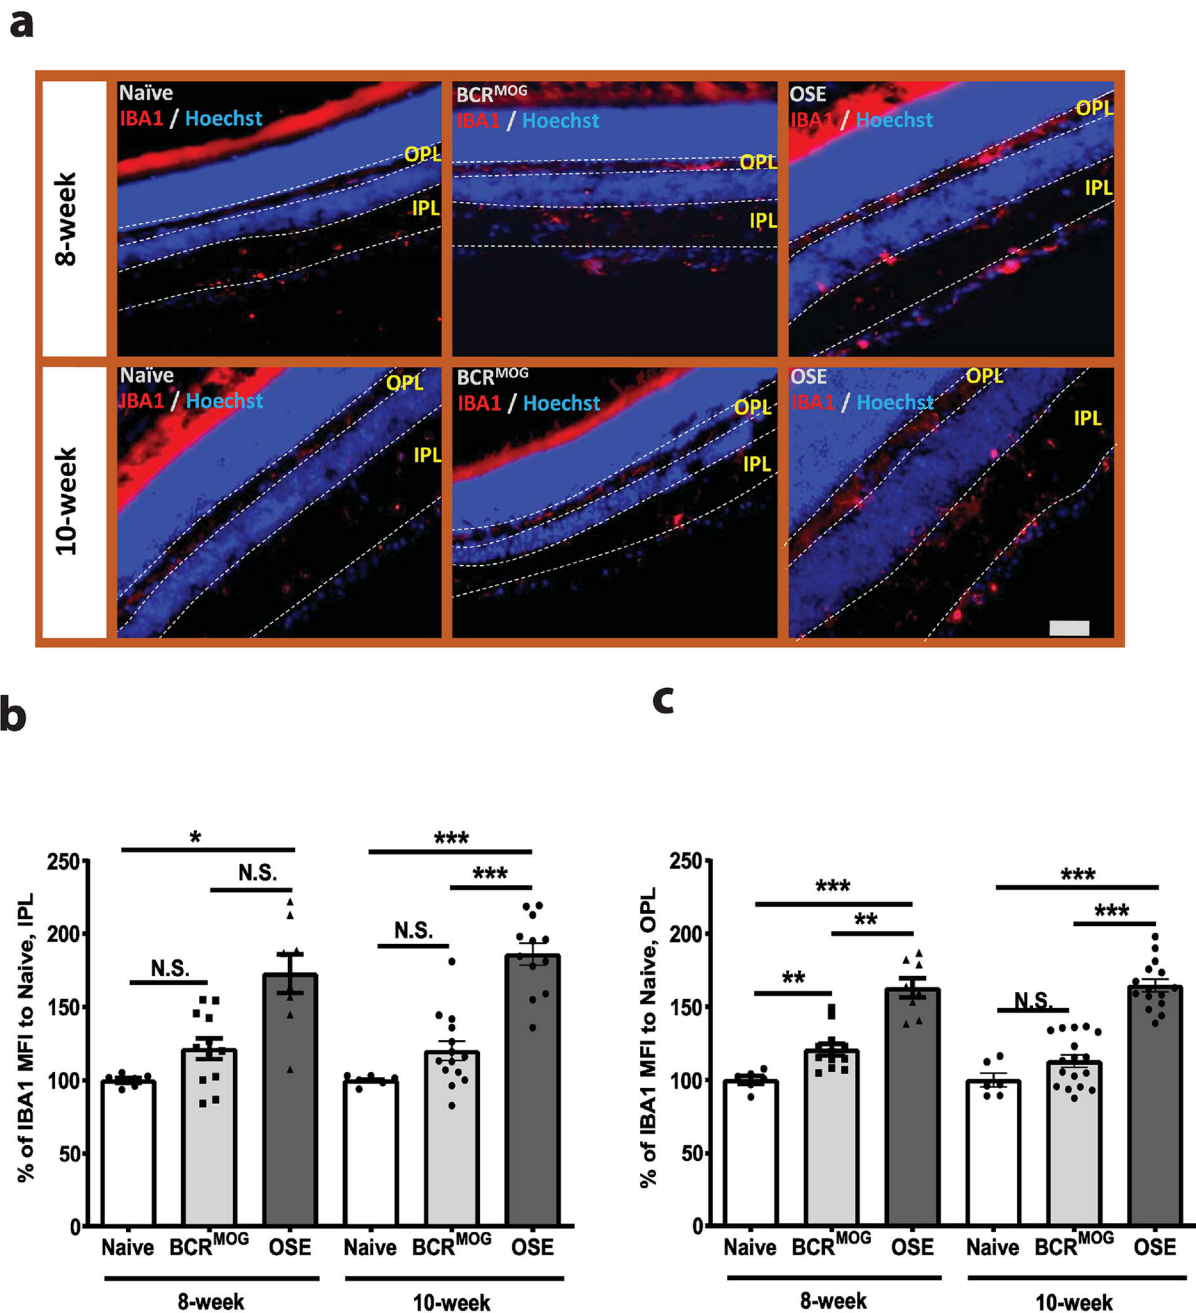 a
8-week
Naïve
IBA1 / Hoechst
OPL
IPL
BCRMOG
IBA1 / Hoechst
OPL
IPL
OSE
IBA1 / Hoechst
OPL
IPL
10-week
Naïve
IBA1 / Hoechst
OPL
IPL
BCRMOG
IBA1 / Hoechst
OPL
IPL
OSE
IBA1 / Hoechst
OPL
IPL
b
% of IBA1 MFI to Naive, IPL
250
200
150
100
50
0
*
N.S.
N.S.
***
***
N.S.
Naive BCRMOG OSE Naive BCRMOG OSE
8-week 10-week
c
% of IBA1 MFI to Naive, OPL
250
200
150
100
50
0
***
**
**
***
***
N.S.
Naive BCRMOG OSE Naive BCRMOG OSE
8-week 10-week